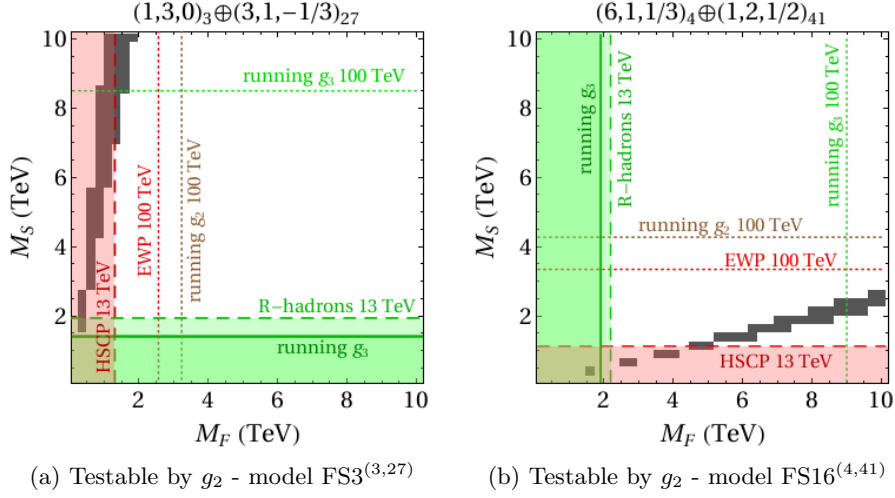 (1,3,0)₃⊕(3,1,−1/3)₂₇
10
8
6
4
2
M_S (TeV)
running g₃ 100 TeV
HSCP 13 TeV
EWP 100 TeV
running g₂ 100 TeV
R−hadrons 13 TeV
running g₃
2
4
6
8
10
M_F (TeV)
(a) Testable by g₂ - model FS3^(3,27)
(6,1,1/3)₄⊕(1,2,1/2)₄₁
10
8
6
4
2
M_S (TeV)
running g₃
R−hadrons 13 TeV
running g₃ 100 TeV
running g₂ 100 TeV
EWP 100 TeV
HSCP 13 TeV
2
4
6
8
10
M_F (TeV)
(b) Testable by g₂ - model FS16^(4,41)